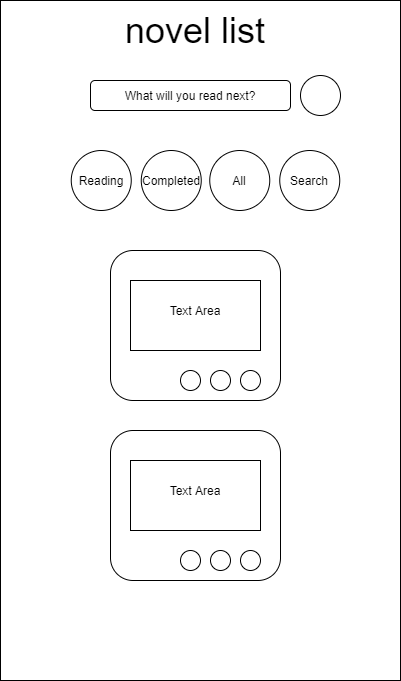 novel list
What will you read next?
Reading Completed All Search
Text Area
Text Area